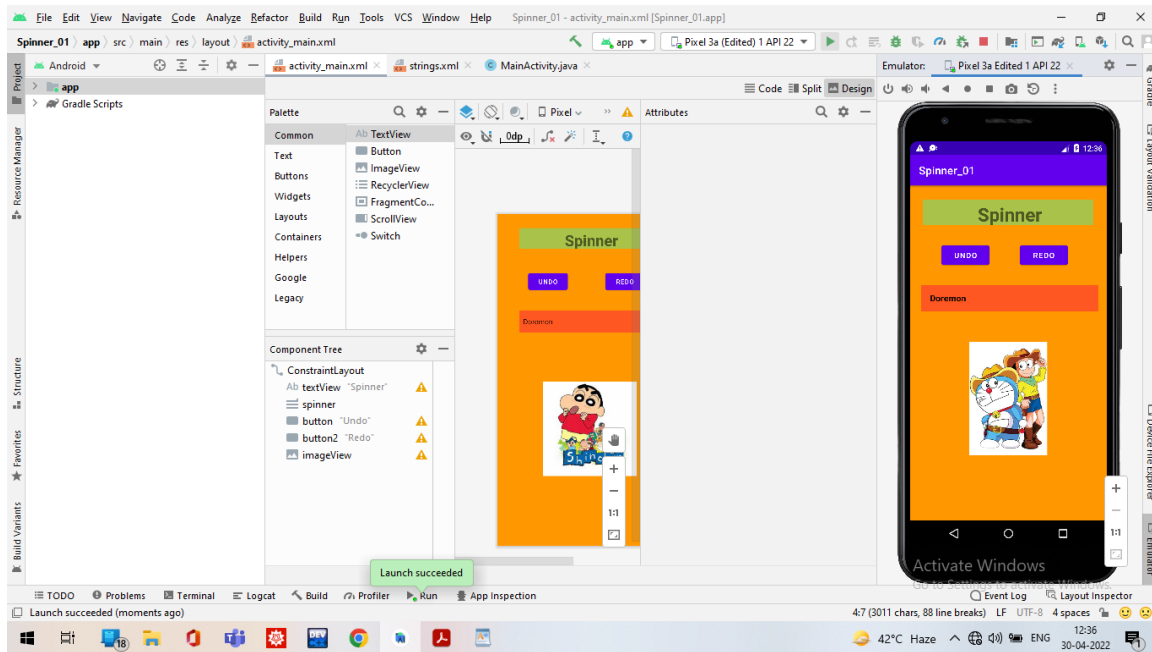 File Edit View Navigate Code Analyze Refactor Build Run Tools VCS Window Help Spinner_01 - activity_main.xml [Spinner_01.app]
Spinner_01 app src main res layout activity_main.xml
app Pixel 3a (Edited) 1 API 22
Android
activity_main.xml strings.xml MainActivity.java
Emulator: Pixel 3a Edited 1 API 22
Project
Resource Manager
Structure
Favorites
Build Variants
app
Gradle Scripts
Code Split Design
Palette
Pixel
Attributes
Common
Text
Buttons
Widgets
Layouts
Containers
Helpers
Google
Legacy
Ab TextView
Button
ImageView
RecyclerView
FragmentCo...
ScrollView
Switch
0dp
Spinner
UNDO REDO
Doremon
1:1
Component Tree
ConstraintLayout
Ab textView "Spinner"
spinner
button "Undo"
button2 "Redo"
imageView
12:36
Spinner_01
Spinner
UNDO REDO
Doremon
1:1
Layout Validation
Device File Explorer
Emulator
Activate Windows
Go to Settings to activate Windows.
Launch succeeded
TODO Problems Terminal Logcat Build Profiler Run App Inspection
Event Log Layout Inspector
Launch succeeded (moments ago)
4:7 (3011 chars, 88 line breaks) LF UTF-8 4 spaces
18
DEV
42°C Haze ENG 12:36
30-04-2022
1